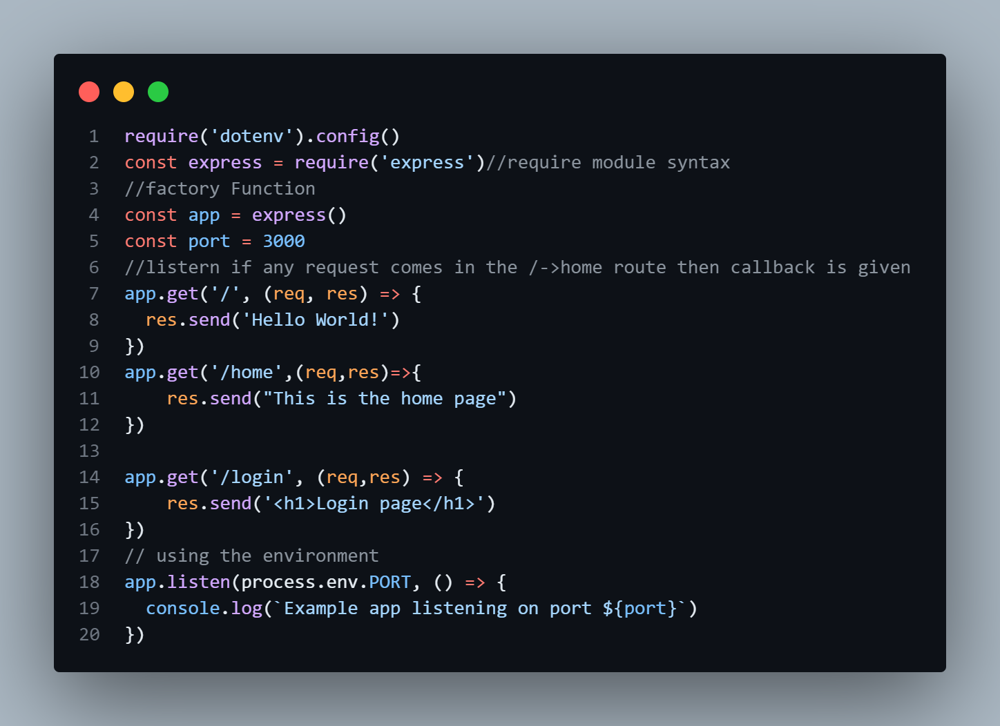 1 require('dotenv').config()
2 const express = require('express')//require module syntax
3 //factory Function
4 const app = express()
5 const port = 3000
6 //listern if any request comes in the /->home route then callback is given
7 app.get('/', (req, res) => {
8   res.send('Hello World!')
9 })
10 app.get('/home',(req,res)=>{
11     res.send("This is the home page")
12 })
13
14 app.get('/login', (req,res) => {
15     res.send('<h1>Login page</h1>')
16 })
17 // using the environment
18 app.listen(process.env.PORT, () => {
19   console.log(`Example app listening on port ${port}`)
20 })